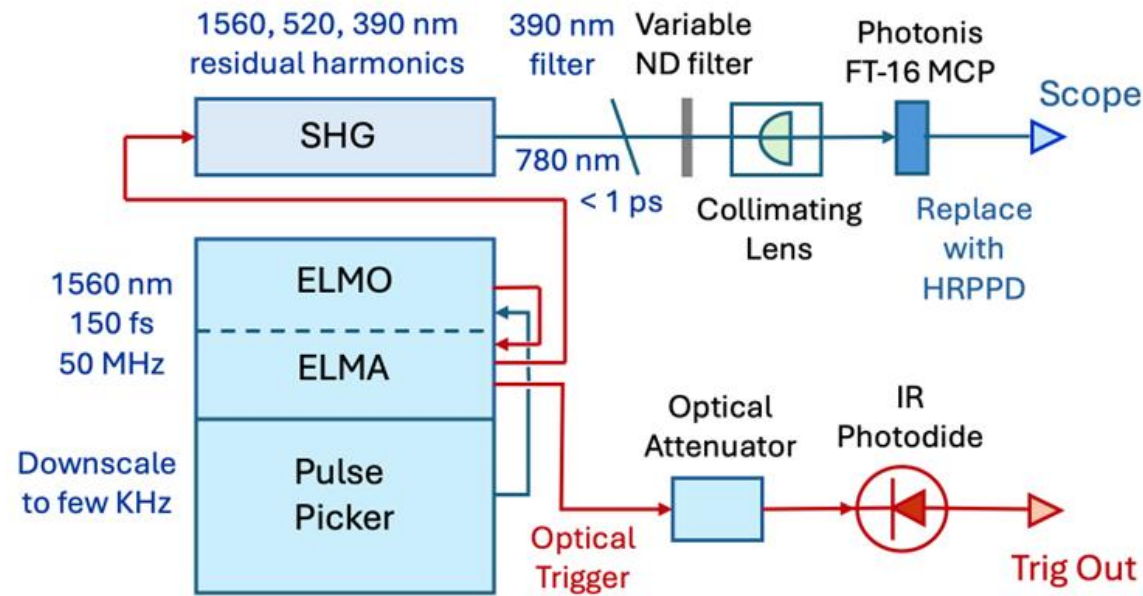 1560, 520, 390 nm
residual harmonics
390 nm
filter
Variable
ND filter
Photonis
FT-16 MCP
Scope
SHG
780 nm
< 1 ps
Collimating
Lens
Replace
with
HRPPD
1560 nm
150 fs
50 MHz
ELMO
ELMA
Downscale
to few KHz
Pulse
Picker
Optical
Trigger
Optical
Attenuator
IR
Photodide
Trig Out